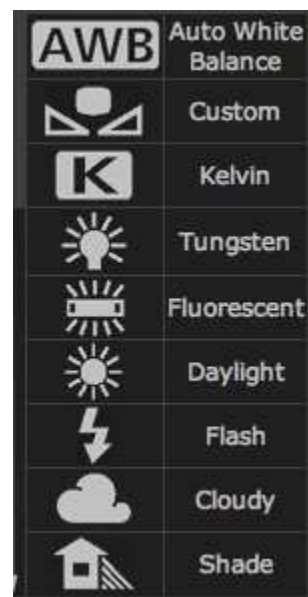 AWB Auto White
Balance
Custom
K Kelvin
Tungsten
Fluorescent
Daylight
Flash
Cloudy
Shade